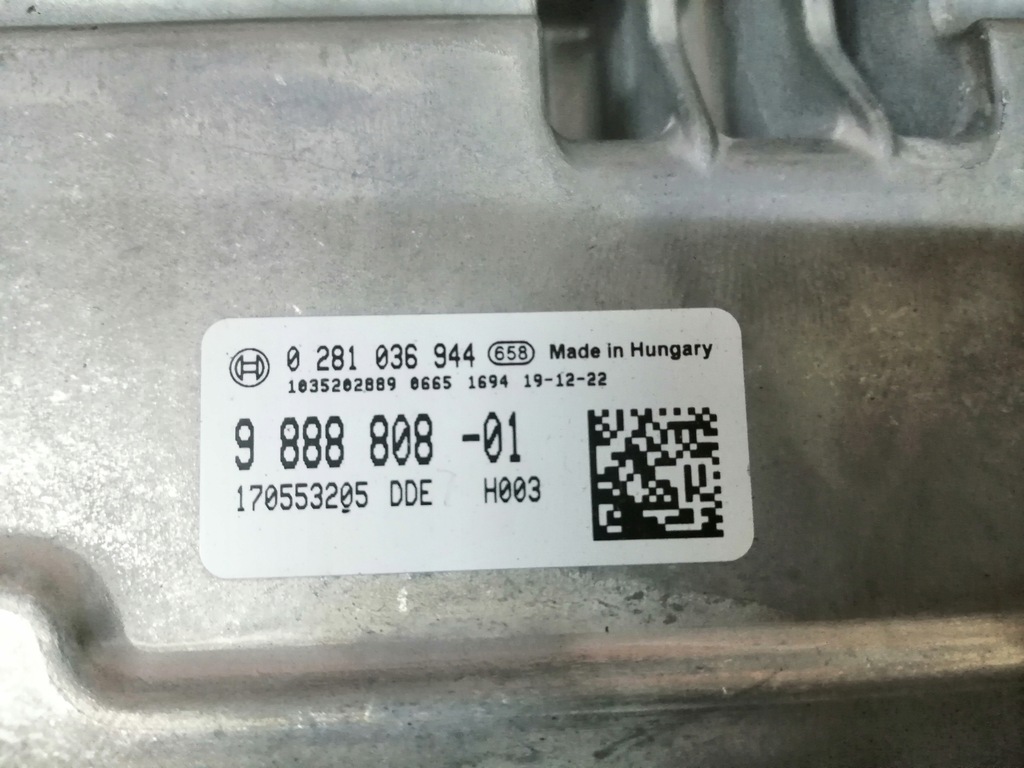 0 281 036 944 658 Made in Hungary
1035202889 0665 1694 19-12-22
9 888 808 -01
170553205 DDE H003